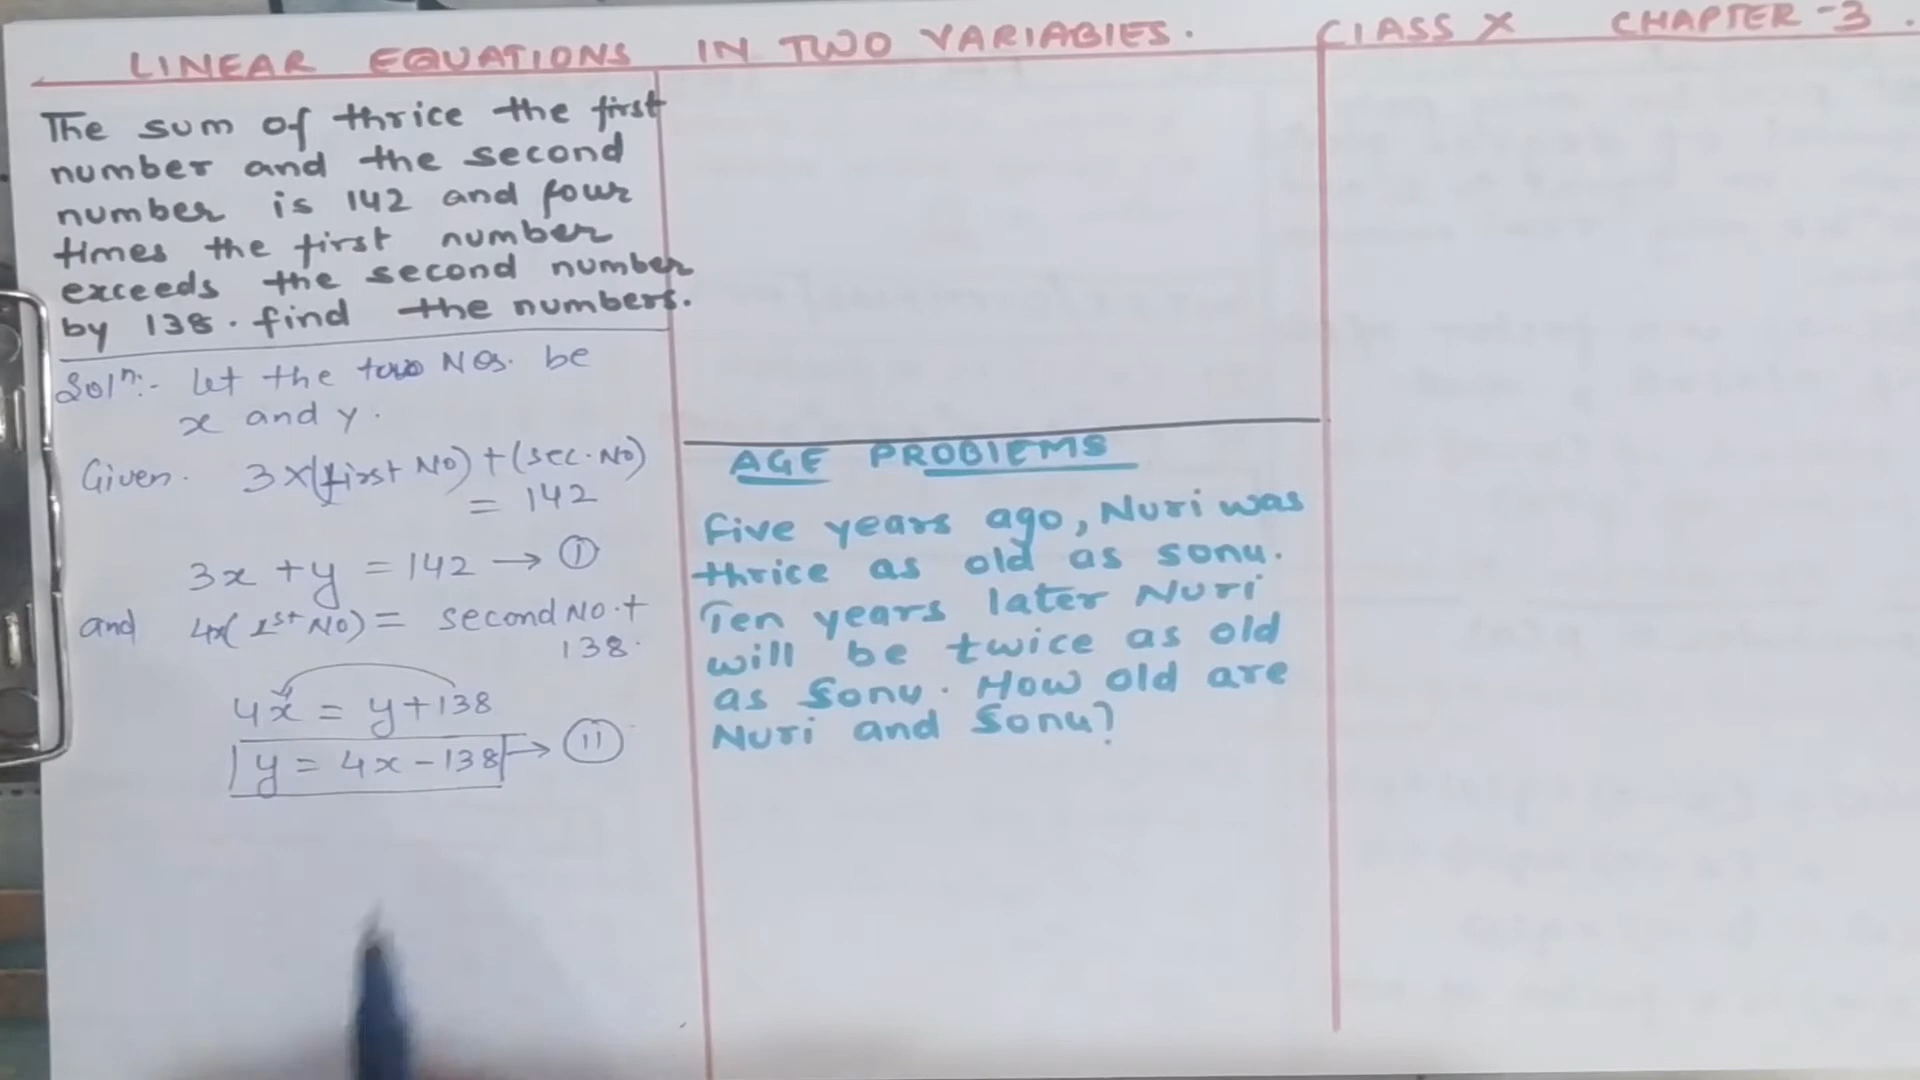 LINEAR EQUATIONS IN TWO VARIABLES. CLASS X CHAPTER-3.
The sum of thrice the first
number and the second
number is 142 and four
times the first number
exceeds the second number
by 138. find the numbers.
Solⁿ:- Let the two Nos. be
x and y.
Given. 3×(first No)+(sec. No)
= 142
3x + y = 142 → (I)
and 4×(1st No) = second No. +
138.
4x = y+138
y = 4x-138 → (II)
AGE PROBLEMS
Five years ago, Nuri was
thrice as old as sonu.
Ten years later Nuri
will be twice as old
as Sonu. How old are
Nuri and Sonu?